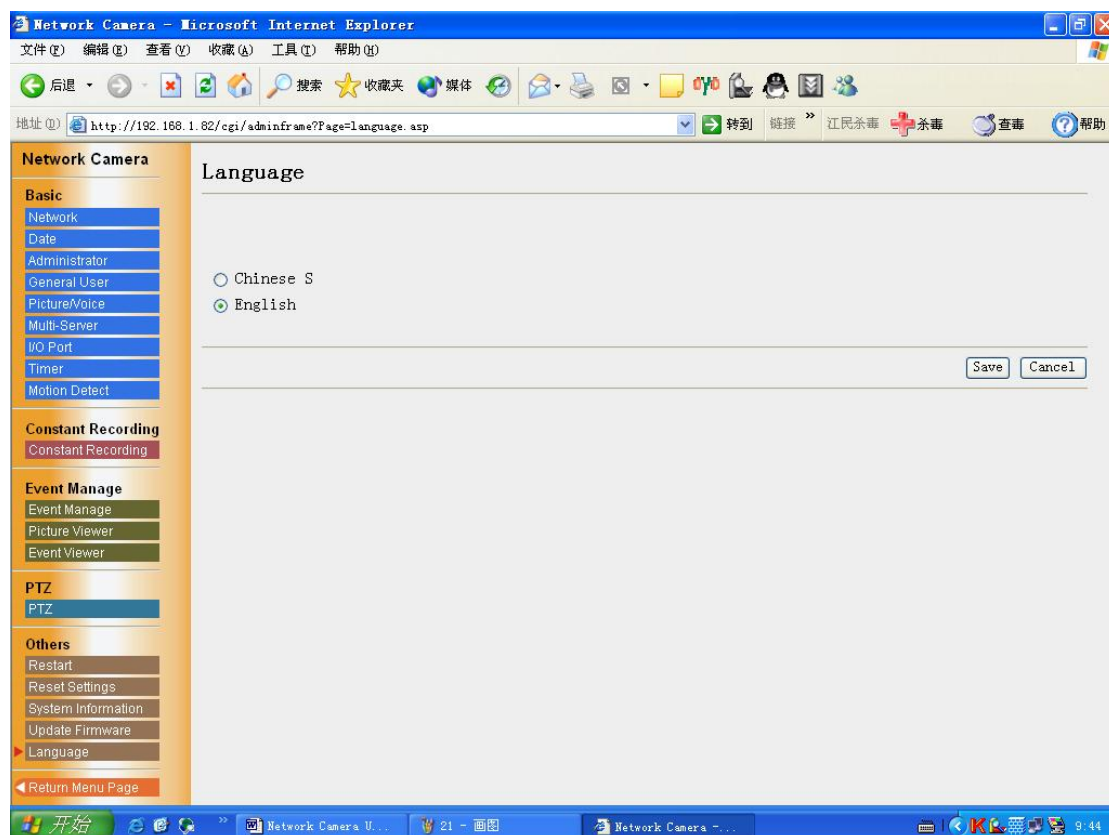 Network Camera - Microsoft Internet Explorer
文件(F) 编辑(E) 查看(V) 收藏(A) 工具(T) 帮助(H)
后退 搜索 收藏夹 媒体
地址(D) http://192.168.1.82/cgi/adminframe?Page=language.asp 转到 链接 » 江民杀毒 杀毒 查毒 帮助
Network Camera
Basic
Network
Date
Administrator
General User
Picture/Voice
Multi-Server
I/O Port
Timer
Motion Detect
Constant Recording
Constant Recording
Event Manage
Event Manage
Picture Viewer
Event Viewer
PTZ
PTZ
Others
Restart
Reset Settings
System Information
Update Firmware
Language
Return Menu Page
Language
Chinese S
English
Save Cancel
开始 » Network Camera U... 21 - 画图 Network Camera -... 9:44